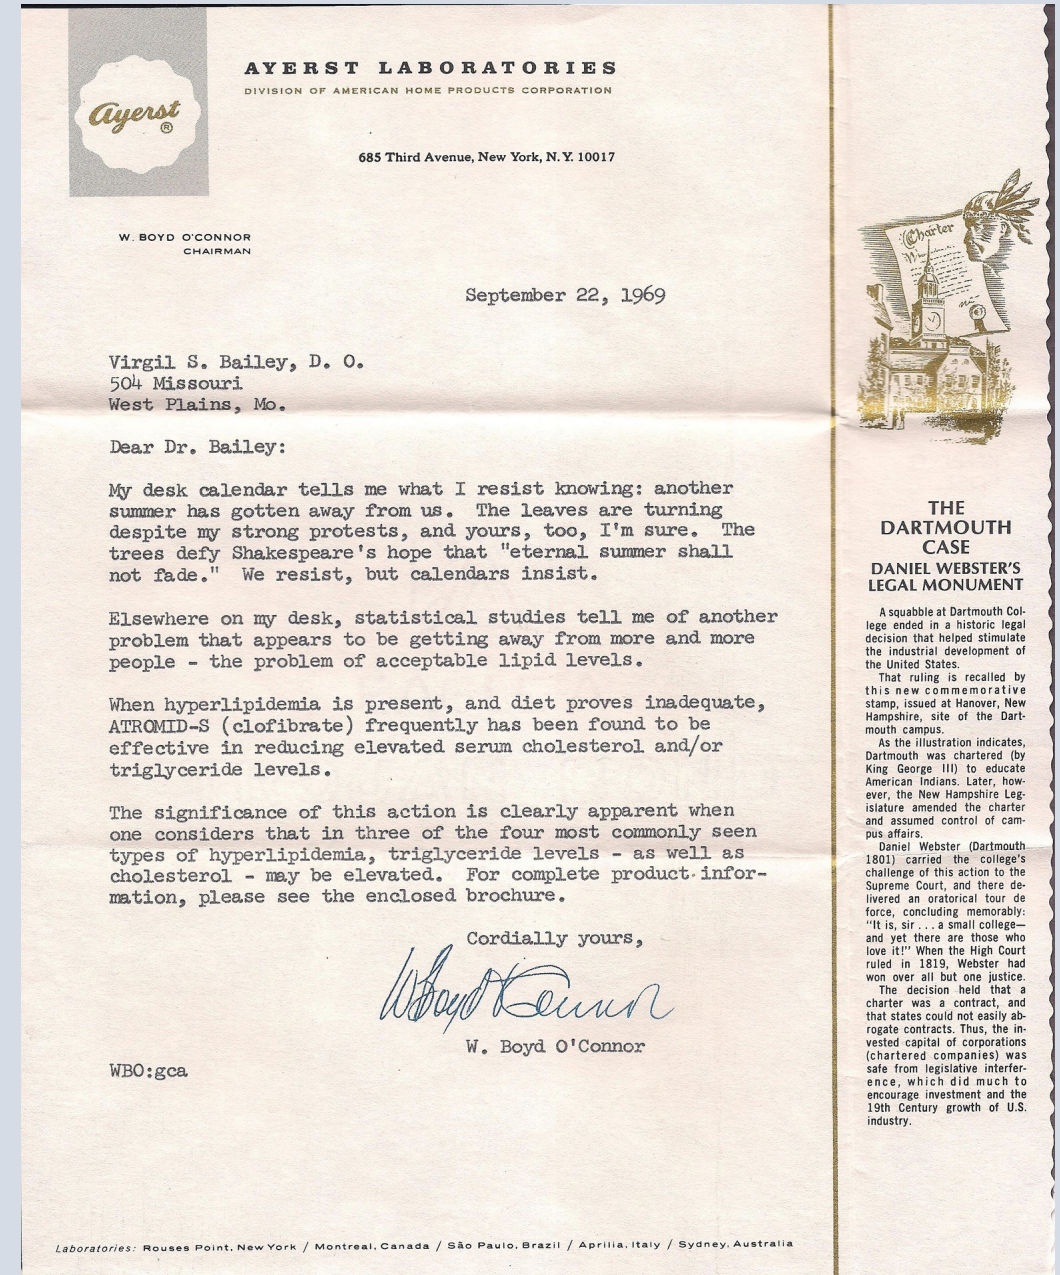 Ayerst ®
AYERST LABORATORIES
DIVISION OF AMERICAN HOME PRODUCTS CORPORATION
685 Third Avenue, New York, N.Y. 10017
W. BOYD O'CONNOR
CHAIRMAN
September 22, 1969
Virgil S. Bailey, D. O.
504 Missouri
West Plains, Mo.
Dear Dr. Bailey:
My desk calendar tells me what I resist knowing: another
summer has gotten away from us. The leaves are turning
despite my strong protests, and yours, too, I'm sure. The
trees defy Shakespeare's hope that "eternal summer shall
not fade." We resist, but calendars insist.
Elsewhere on my desk, statistical studies tell me of another
problem that appears to be getting away from more and more
people - the problem of acceptable lipid levels.
When hyperlipidemia is present, and diet proves inadequate,
ATROMID-S (clofibrate) frequently has been found to be
effective in reducing elevated serum cholesterol and/or
triglyceride levels.
The significance of this action is clearly apparent when
one considers that in three of the four most commonly seen
types of hyperlipidemia, triglyceride levels - as well as
cholesterol - may be elevated. For complete product infor-
mation, please see the enclosed brochure.
Cordially yours,
W Boyd O'Connor
W. Boyd O'Connor
WBO:gca
Laboratories: Rouses Point, New York / Montreal, Canada / São Paulo, Brazil / Aprilia, Italy / Sydney, Australia
Charter
THE
DARTMOUTH
CASE
DANIEL WEBSTER'S
LEGAL MONUMENT
A squabble at Dartmouth Col-
lege ended in a historic legal
decision that helped stimulate
the industrial development of
the United States.
That ruling is recalled by
this new commemorative
stamp, issued at Hanover, New
Hampshire, site of the Dart-
mouth campus.
As the illustration indicates,
Dartmouth was chartered (by
King George III) to educate
American Indians. Later, how-
ever, the New Hampshire Leg-
islature amended the charter
and assumed control of cam-
pus affairs.
Daniel Webster (Dartmouth
1801) carried the college's
challenge of this action to the
Supreme Court, and there de-
livered an oratorical tour de
force, concluding memorably:
"It is, sir . . . a small college—
and yet there are those who
love it!" When the High Court
ruled in 1819, Webster had
won over all but one justice.
The decision held that a
charter was a contract, and
that states could not easily ab-
rogate contracts. Thus, the in-
vested capital of corporations
(chartered companies) was
safe from legislative interfer-
ence, which did much to
encourage investment and the
19th Century growth of U.S.
industry.